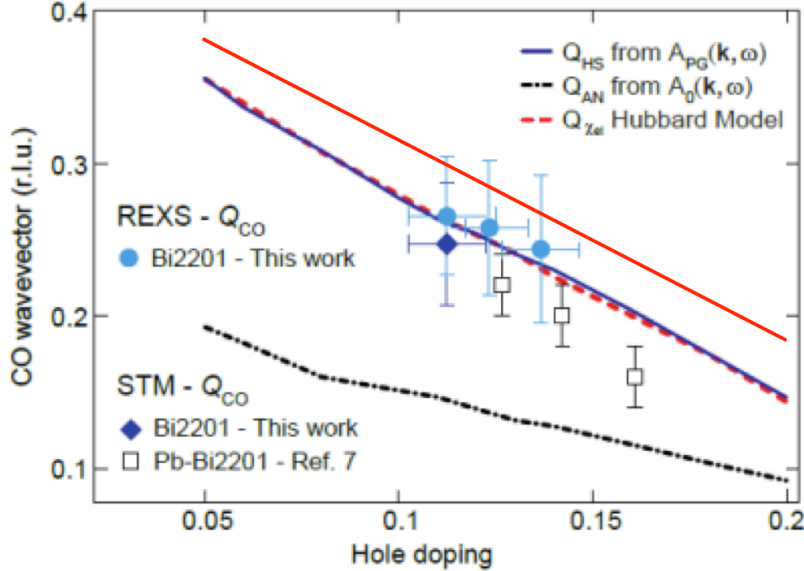 0.4
0.3
0.2
0.1
CO wavevector (r.l.u.)
Q_HS from A_PG(k, ω)
Q_AN from A_0(k, ω)
Q_χel Hubbard Model
REXS - Q_CO
Bi2201 - This work
STM - Q_CO
Bi2201 - This work
Pb-Bi2201 - Ref. 7
0.05
0.1
0.15
0.2
Hole doping